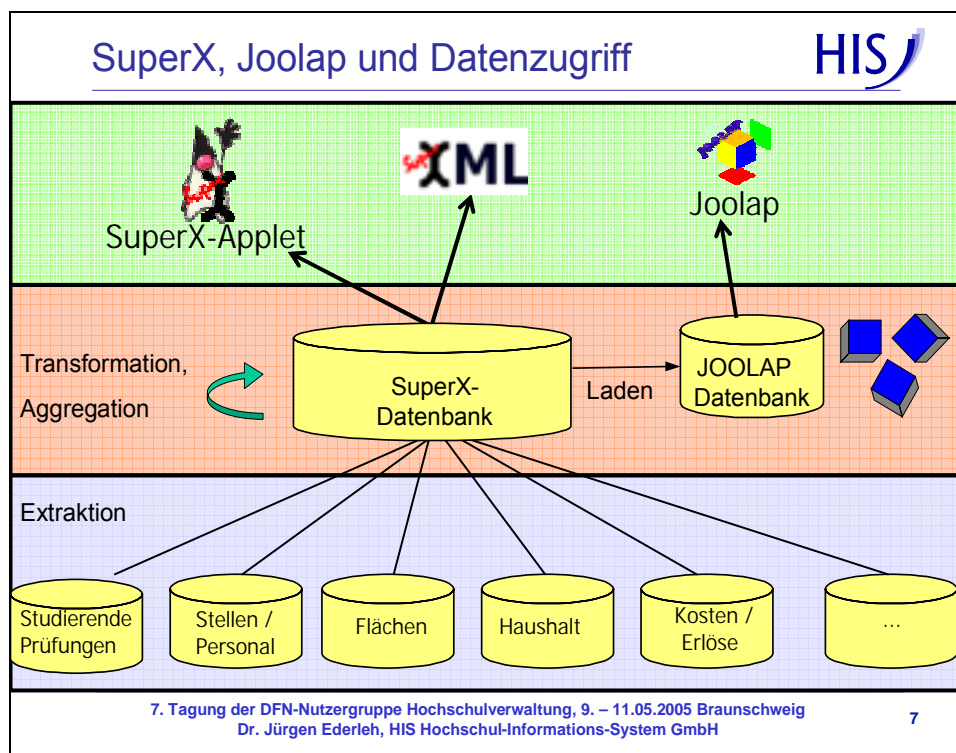 SuperX, Joolap und Datenzugriff
HIS
SuperX
SuperX-Applet
SuperXML
Joolap
Transformation,
Aggregation
SuperX-
Datenbank
Laden
JOOLAP
Datenbank
Extraktion
Studierende
Prüfungen
Stellen /
Personal
Flächen
Haushalt
Kosten /
Erlöse
...
7. Tagung der DFN-Nutzergruppe Hochschulverwaltung, 9. – 11.05.2005 Braunschweig
Dr. Jürgen Ederleh, HIS Hochschul-Informations-System GmbH
7